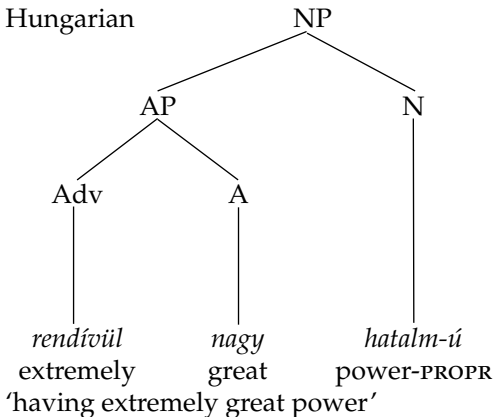 Hungarian NP
AP N
Adv A
rendívül nagy hatalm-ú
extremely great power-PROPR
‘having extremely great power’